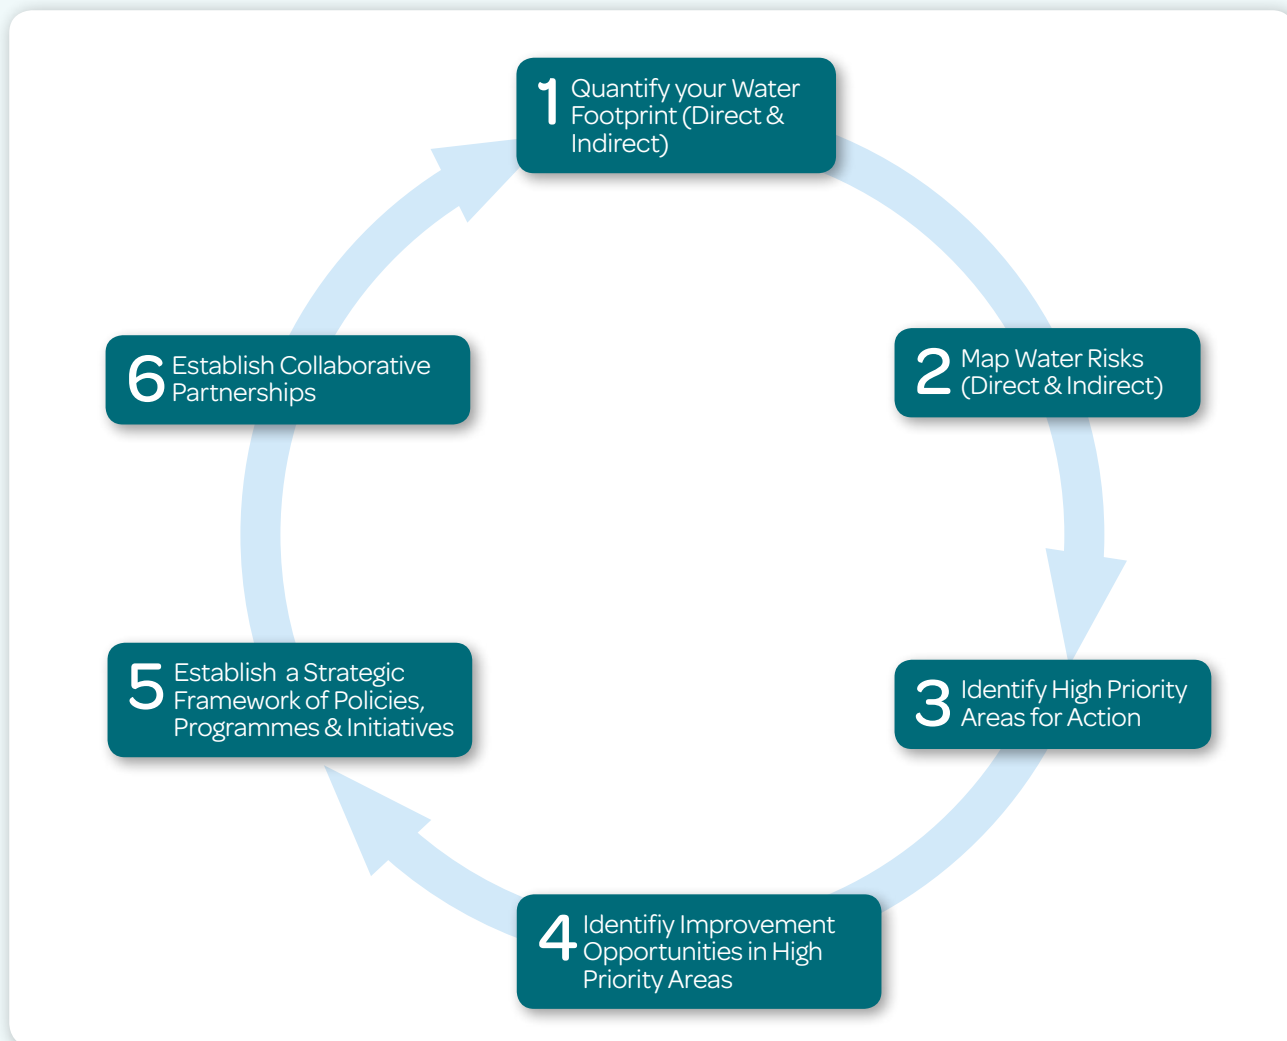 1 Quantify your Water
Footprint (Direct &
Indirect)
2 Map Water Risks
(Direct & Indirect)
3 Identify High Priority
Areas for Action
4 Identifiy Improvement
Opportunities in High
Priority Areas
5 Establish a Strategic
Framework of Policies,
Programmes & Initiatives
6 Establish Collaborative
Partnerships